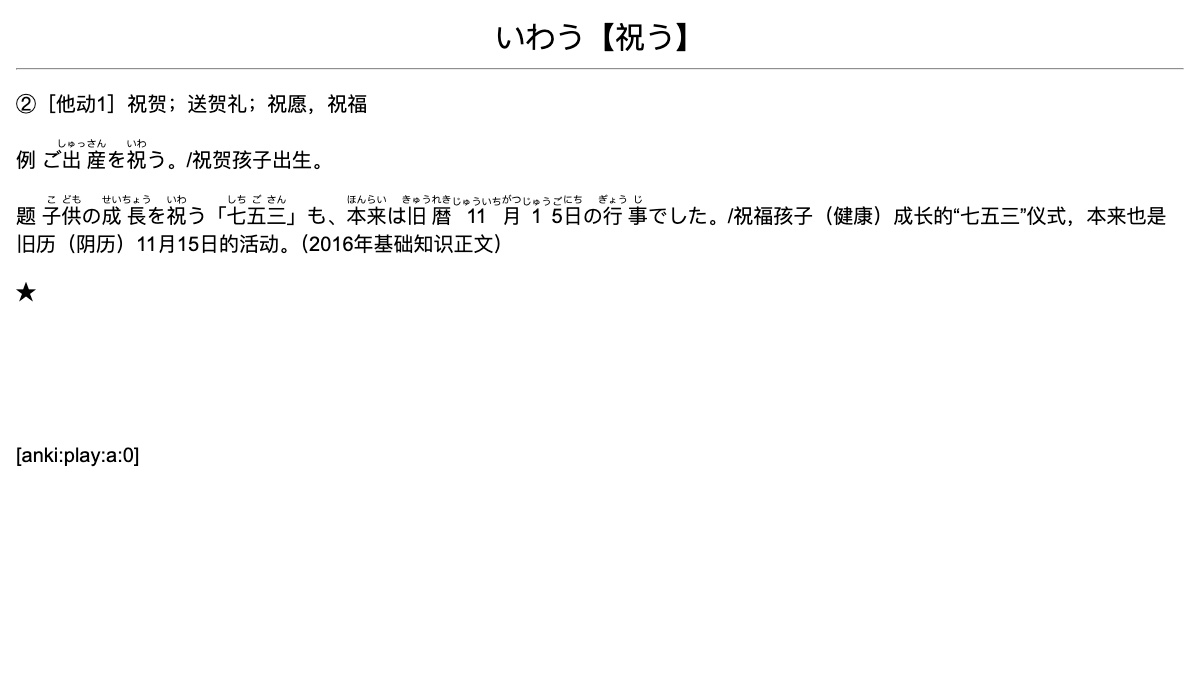 いわう【祝う】
②［他动1］祝贺；送贺礼；祝愿，祝福
しゅっさん いわ
例 ご出産を祝う。/祝贺孩子出生。
こ ども せいちょう いわ しち ご さん ほんらい きゅうれきじゅういちがつじゅうごにち ぎょう じ
题 子供の成長を祝う「七五三」も、本来は旧暦 11 月 1 5日の行事でした。/祝福孩子（健康）成长的“七五三”仪式，本来也是
旧历（阴历）11月15日的活动。（2016年基础知识正文）
★
[anki:play:a:0]